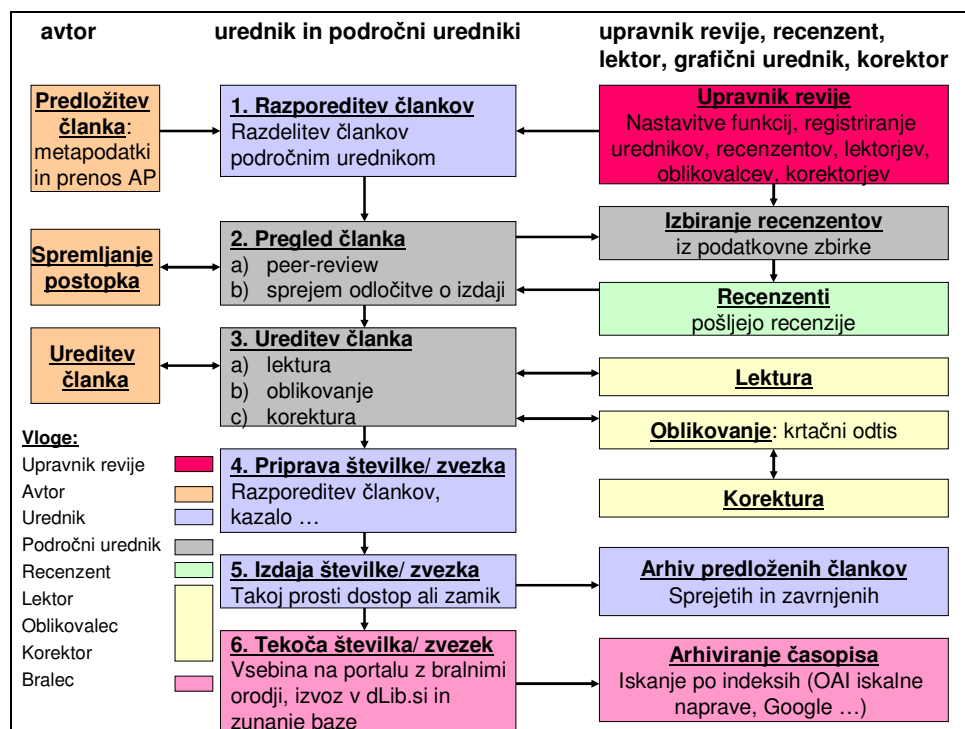 avtor
urednik in področni uredniki
upravnik revije, recenzent,
lektor, grafični urednik, korektor
Predložitev
članka:
metapodatki
in prenos AP
1. Razporeditev člankov
Razdelitev člankov
področnim urednikom
Upravnik revije
Nastavitve funkcij, registriranje
urednikov, recenzentov, lektorjev,
oblikovalcev, korektorjev
Spremljanje
postopka
2. Pregled članka
a) peer-review
b) sprejem odločitve o izdaji
Izbiranje recenzentov
iz podatkovne zbirke
Recenzenti
pošljejo recenzije
Ureditev
članka
3. Ureditev članka
a) lektura
b) oblikovanje
c) korektura
Lektura
Oblikovanje: krtačni odtis
Korektura
Vloge:
Upravnik revije
Avtor
Urednik
Področni urednik
Recenzent
Lektor
Oblikovalec
Korektor
Bralec
4. Priprava številke/ zvezka
Razporeditev člankov,
kazalo …
5. Izdaja številke/ zvezka
Takoj prosti dostop ali zamik
Arhiv predloženih člankov
Sprejetih in zavrnjenih
6. Tekoča številka/ zvezek
Vsebina na portalu z bralnimi
orodji, izvoz v dLib.si in
zunanje baze
Arhiviranje časopisa
Iskanje po indeksih (OAI iskalne
naprave, Google …)